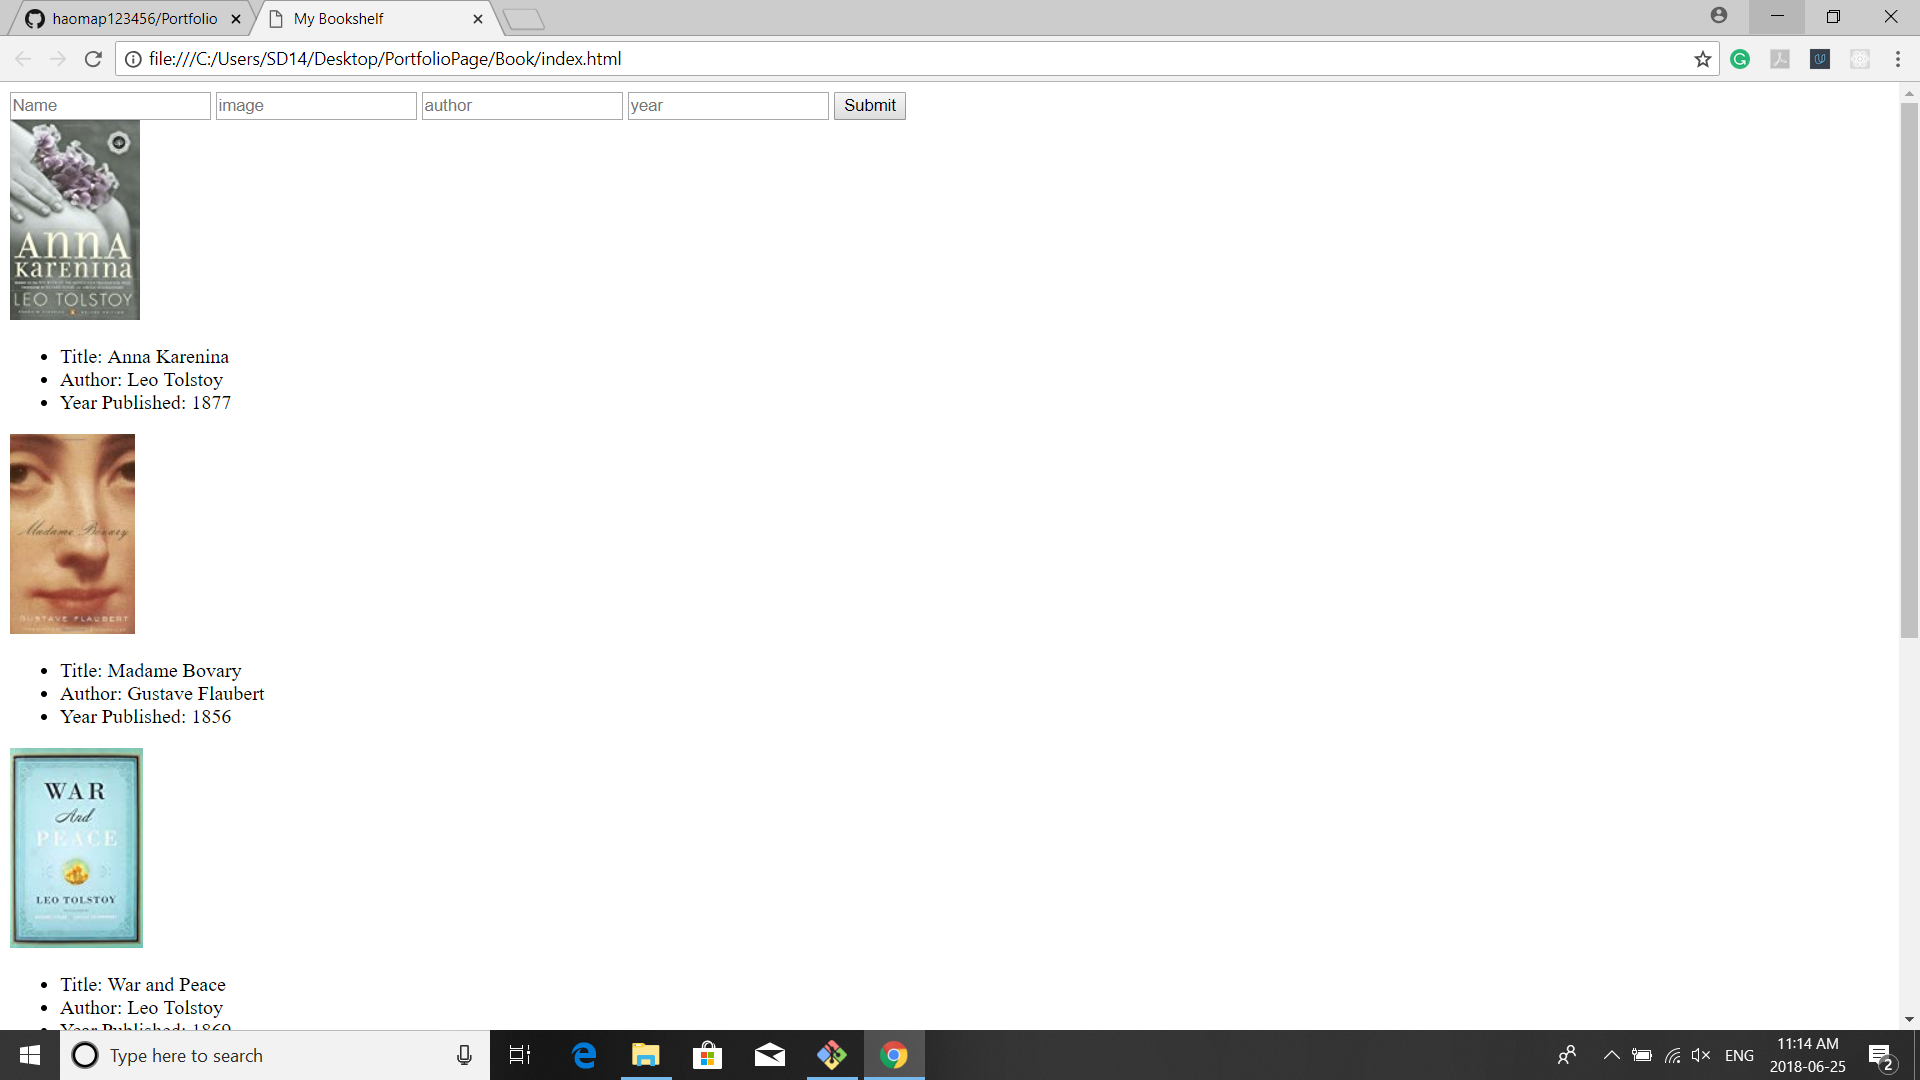 haomap123456/Portfolio
My Bookshelf
file:///C:/Users/SD14/Desktop/PortfolioPage/Book/index.html
Name
image
author
year
Submit
ANNA
KARENINA
LEO TOLSTOY
Title: Anna Karenina
Author: Leo Tolstoy
Year Published: 1877
Madame Bovary
GUSTAVE FLAUBERT
Title: Madame Bovary
Author: Gustave Flaubert
Year Published: 1856
WAR
And
PEACE
LEO TOLSTOY
Title: War and Peace
Author: Leo Tolstoy
Year Published: 1869
Type here to search
ENG
11:14 AM
2018-06-25
2